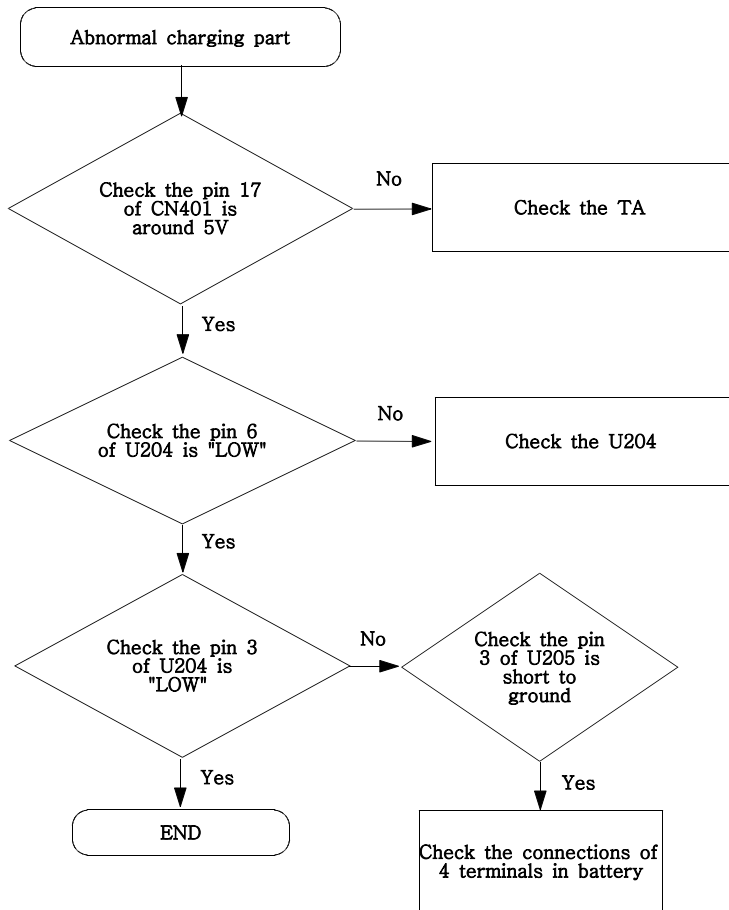 Abnormal charging part
Check the pin 17
of CN401 is
around 5V
No
Check the TA
Yes
Check the pin 6
of U204 is "LOW"
No
Check the U204
Yes
Check the pin 3
of U204 is
"LOW"
No
Check the pin
3 of U205 is
short to
ground
Yes
END
Yes
Check the connections of
4 terminals in battery